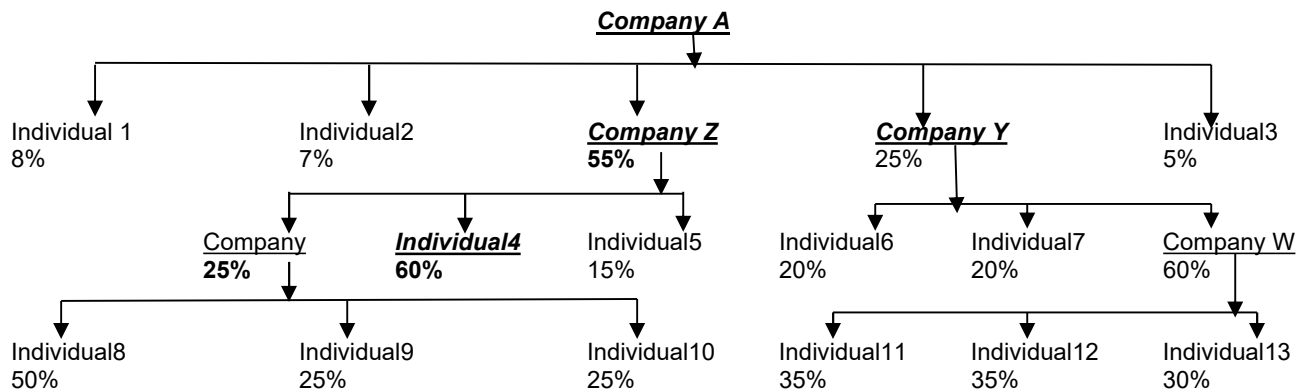 Company A
Individual 1
8%
Individual2
7%
Company Z
55%
Company Y
25%
Individual3
5%
Company
25%
Individual4
60%
Individual5
15%
Individual6
20%
Individual7
20%
Company W
60%
Individual8
50%
Individual9
25%
Individual10
25%
Individual11
35%
Individual12
35%
Individual13
30%